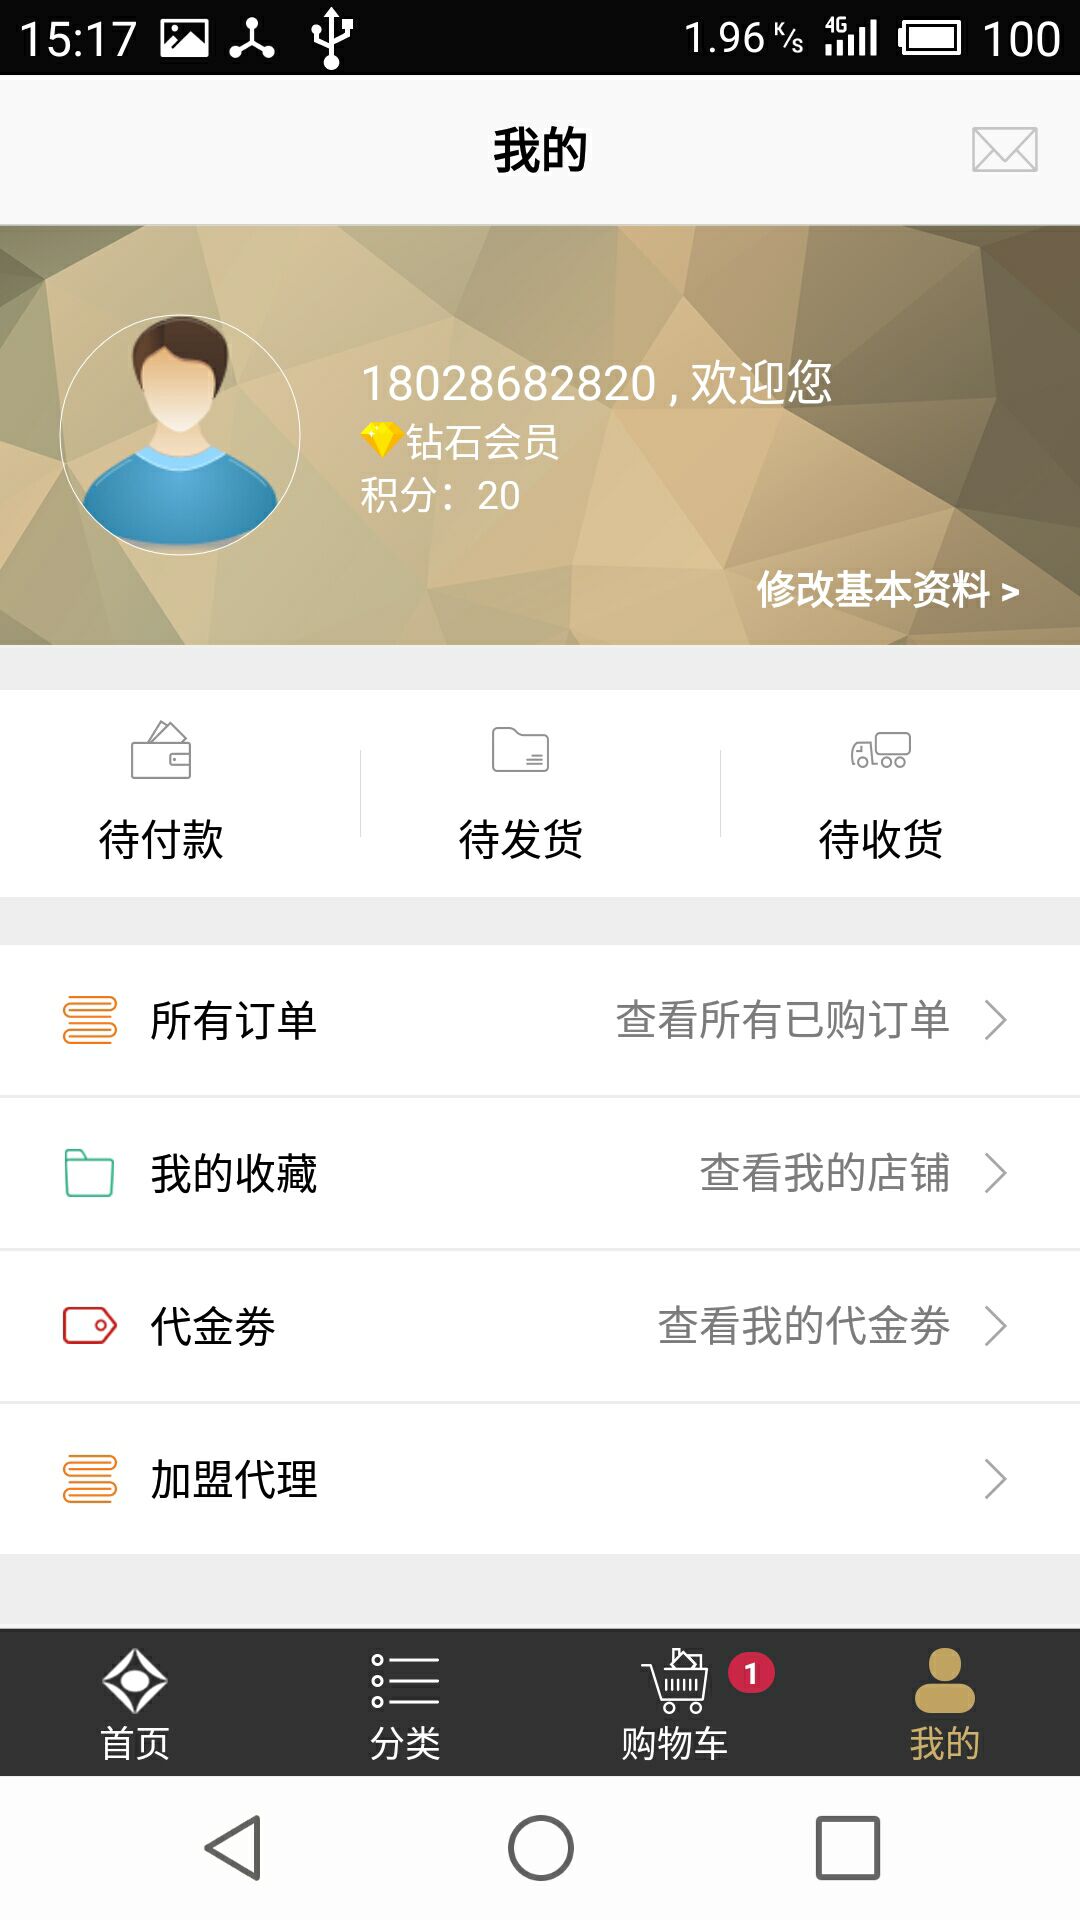 15:17
1.96 K/s 4G 100
我的
18028682820 , 欢迎您
钻石会员
积分：20
修改基本资料 >
待付款 待发货 待收货
所有订单 查看所有已购订单
我的收藏 查看我的店铺
代金劵 查看我的代金劵
加盟代理
1
首页 分类 购物车 我的